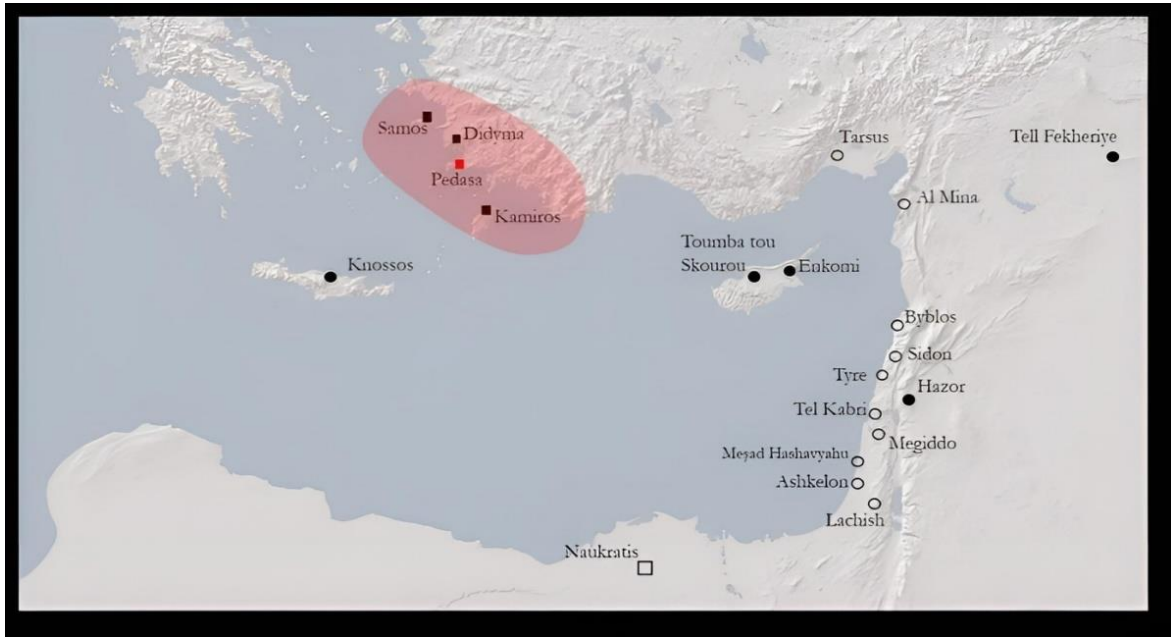 Samos
Didyma
Pedasa
Kamiros
Knossos
Tarsus
Tell Fekheriye
Al Mina
Toumba tou
Skourou
Enkomi
Byblos
Sidon
Tyre
Hazor
Tel Kabri
Megiddo
Meṣad Hashavyahu
Ashkelon
Lachish
Naukratis